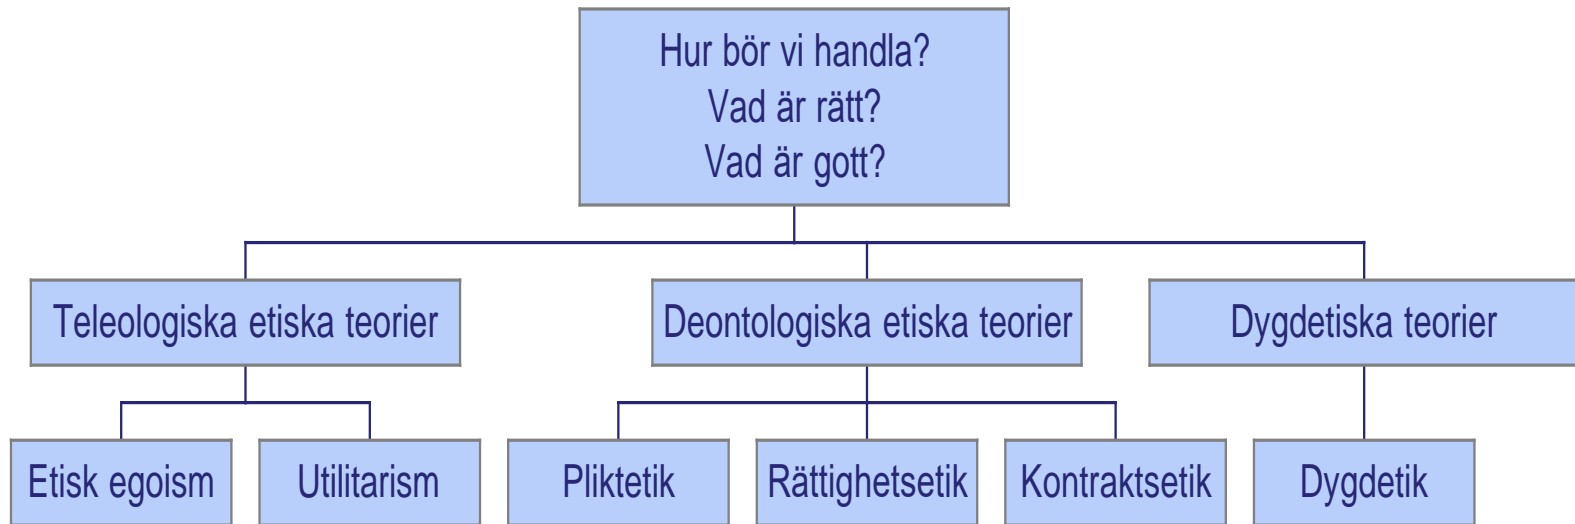 Hur bör vi handla?
Vad är rätt?
Vad är gott?
Teleologiska etiska teorier
Deontologiska etiska teorier
Dygdetiska teorier
Etisk egoism
Utilitarism
Pliktetik
Rättighetsetik
Kontraktsetik
Dygdetik